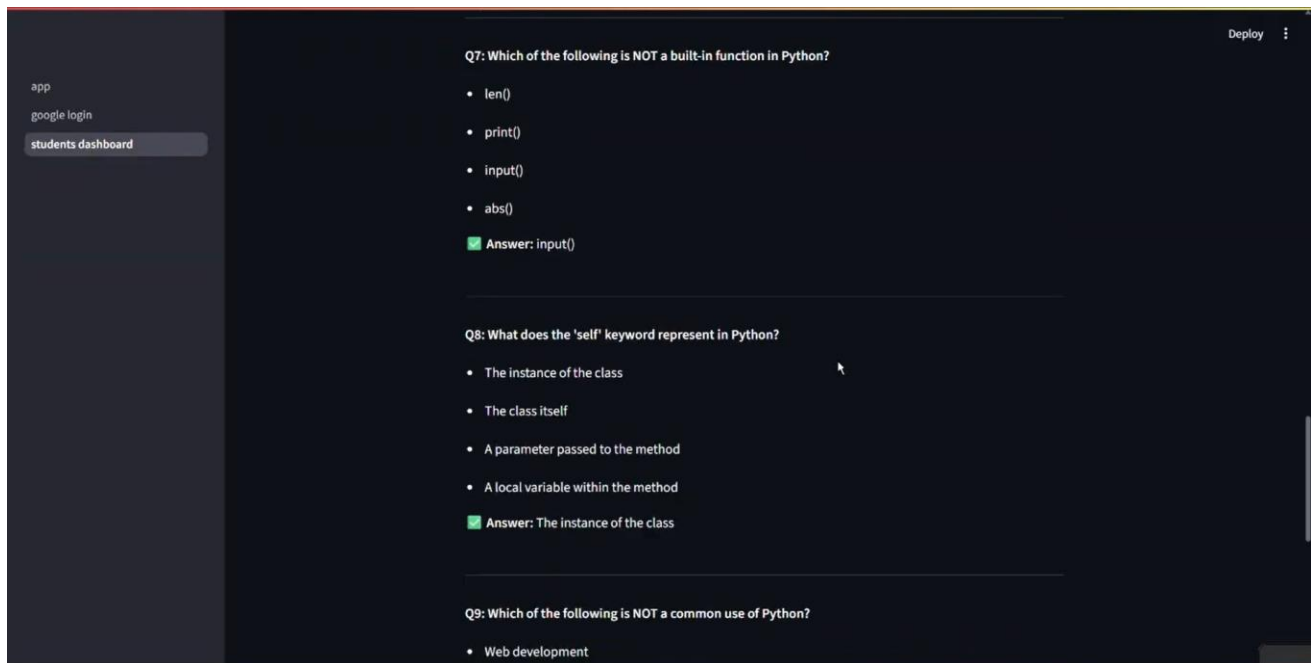 Deploy
app
google login
students dashboard
Q7: Which of the following is NOT a built-in function in Python?
• len()
• print()
• input()
• abs()
✅ Answer: input()
Q8: What does the 'self' keyword represent in Python?
• The instance of the class
• The class itself
• A parameter passed to the method
• A local variable within the method
✅ Answer: The instance of the class
Q9: Which of the following is NOT a common use of Python?
• Web development